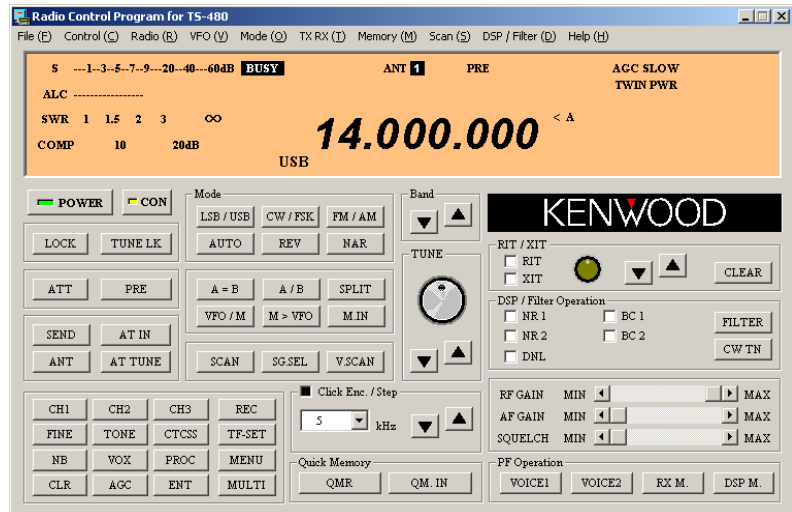 Radio Control Program for TS-480
File (F) Control (C) Radio (R) VFO (V) Mode (O) TX RX (T) Memory (M) Scan (S) DSP / Filter (D) Help (H)
S ---1--3--5--7--9---20--40---60dB BUSY ANT 1 PRE AGC SLOW
ALC ----------------- TWIN PWR
SWR 1 1.5 2 3 ∞ < A
COMP 10 20dB 14.000.000
USB
POWER CON Mode Band
LSB / USB CW / FSK FM / AM KENWOOD
LOCK TUNE LK AUTO REV NAR TUNE RIT / XIT
RIT
XIT CLEAR
ATT PRE A = B A / B SPLIT DSP / Filter Operation
VFO / M M > VFO M.IN NR 1 BC 1 FILTER
SEND AT IN NR 2 BC 2
ANT AT TUNE SCAN SG.SEL V.SCAN DNL CW TN
Click Enc. / Step RF GAIN MIN MAX
CH1 CH2 CH3 REC 5 kHz AF GAIN MIN MAX
FINE TONE CTCSS TF-SET SQUELCH MIN MAX
NB VOX PROC MENU Quick Memory PF Operation
CLR AGC ENT MULTI QMR QM. IN VOICE1 VOICE2 RX M. DSP M.